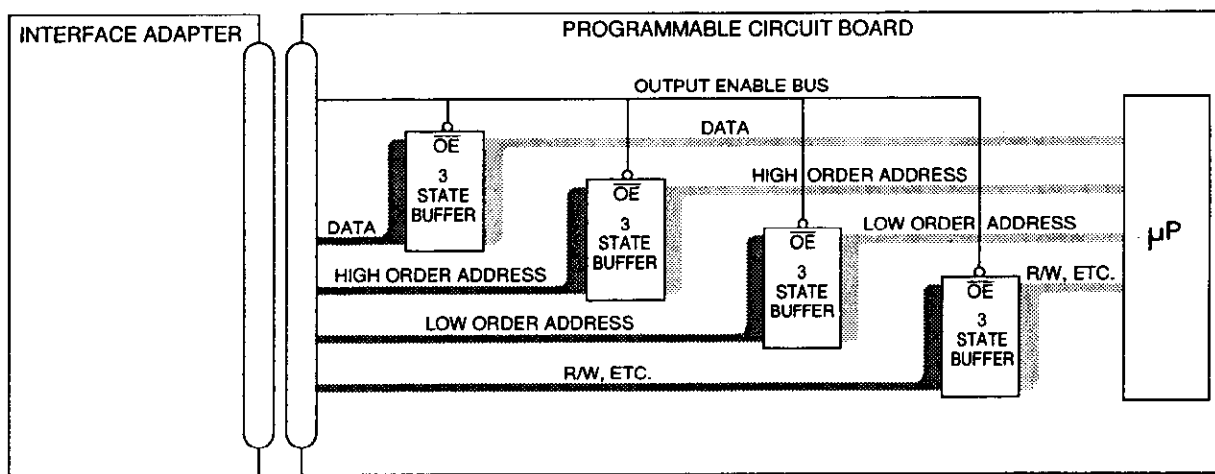 INTERFACE ADAPTER
PROGRAMMABLE CIRCUIT BOARD
OUTPUT ENABLE BUS
DATA
OE
3
STATE
BUFFER
HIGH ORDER ADDRESS
OE
3
STATE
BUFFER
LOW ORDER ADDRESS
OE
3
STATE
BUFFER
R/W, ETC.
OE
3
STATE
BUFFER
µP
DATA
HIGH ORDER ADDRESS
LOW ORDER ADDRESS
R/W, ETC.